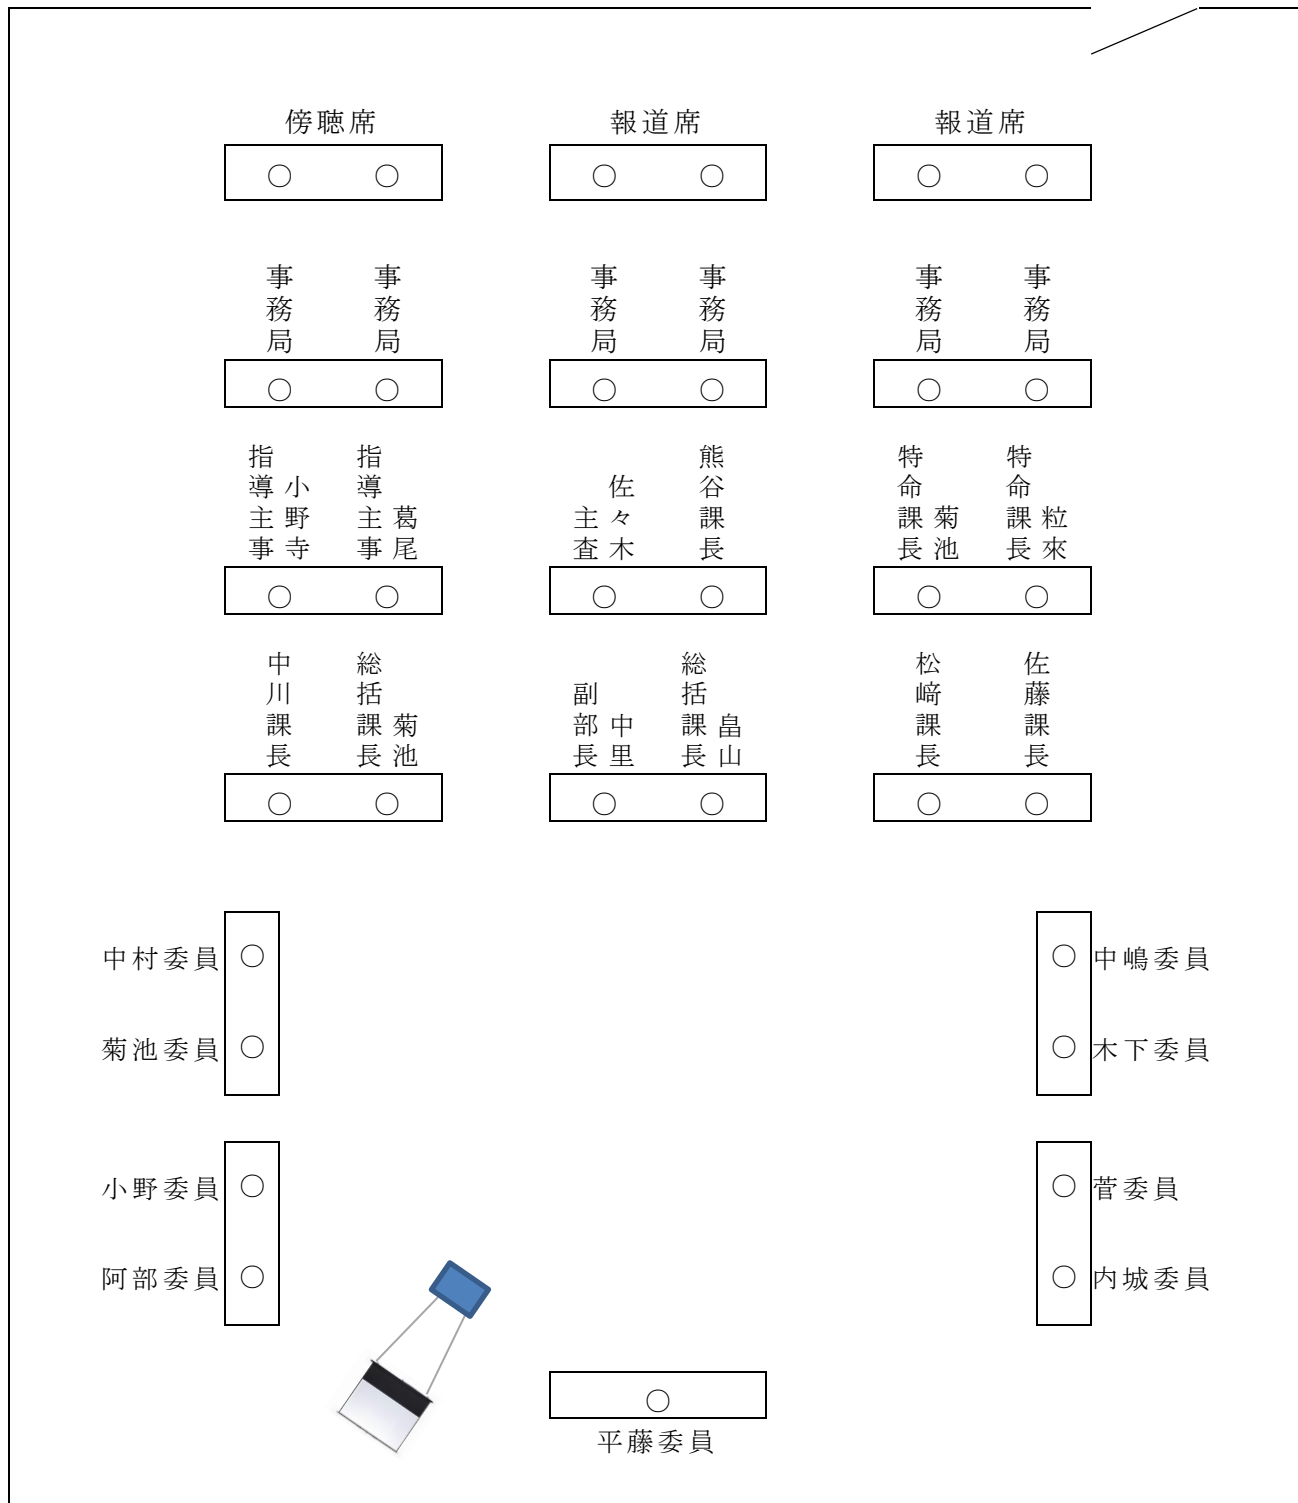 傍聴席
報道席
報道席
事務局
事務局
事務局
事務局
事務局
事務局
小野寺
指導主事
葛尾
指導主事
佐々木
主査
熊谷課長
菊池
特命課長
粒來
特命課長
中川課長
菊池
総括課長
中里
副部長
畠山
総括課長
松﨑課長
佐藤課長
中村委員
中嶋委員
菊池委員
木下委員
小野委員
菅委員
阿部委員
内城委員
平藤委員